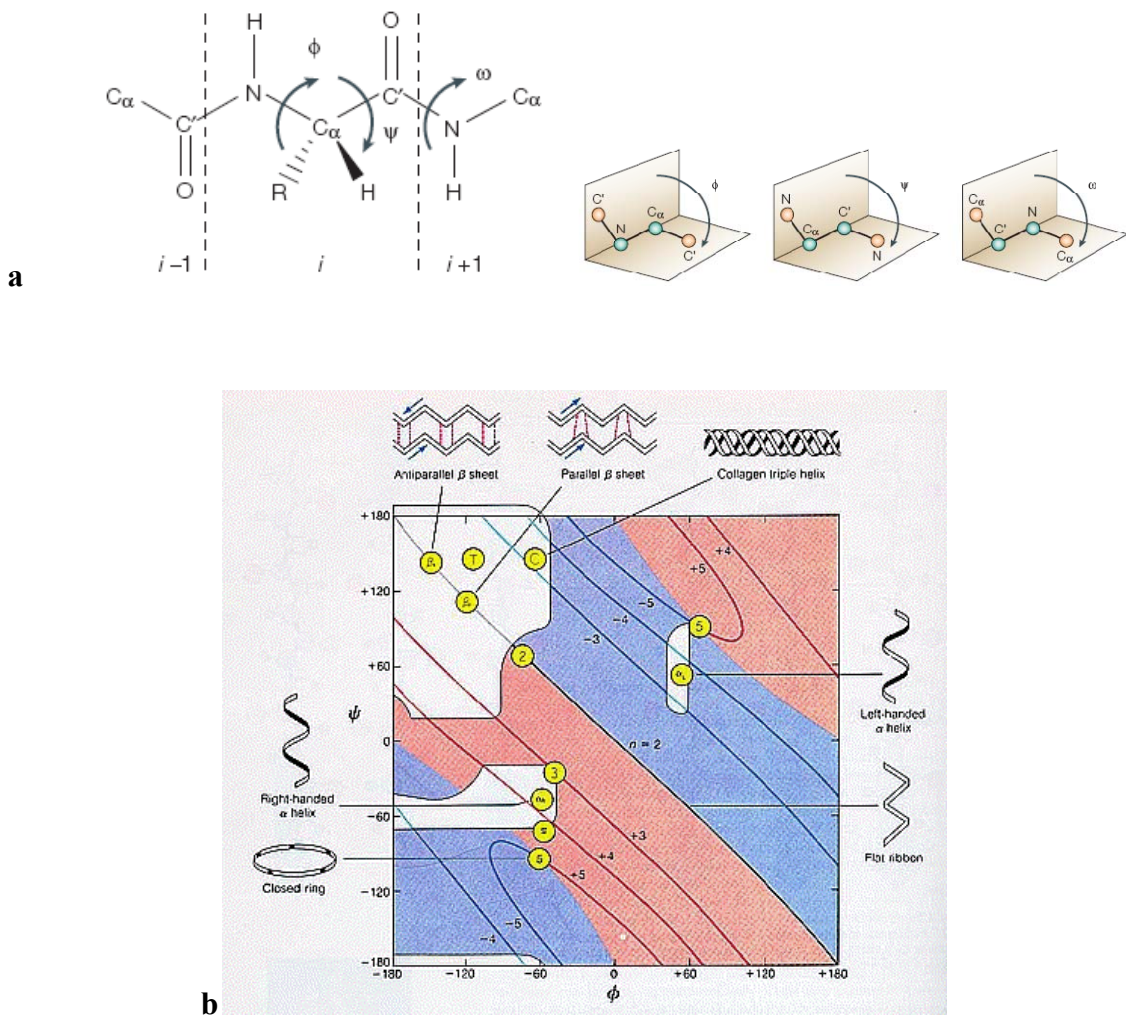 H
O
ϕ
ω
Cα
N
C'
Cα
C'
ψ
Cα
N
O
R
H
H
i –1
i
i +1
a
ϕ
C'
N
Cα
C'
ψ
N
Cα
C'
N
ω
Cα
C'
N
Cα
Antiparallel β sheet
Parallel β sheet
Collagen triple helix
+180
+120
+60
0
-60
-120
-180
ψ
β
T
C
β
2
-3
-4
-5
+5
+4
5
αL
n = 2
3
αR
5
+3
+4
+5
-5
-4
Left-handed
α helix
Right-handed
α helix
Flat ribbon
Closed ring
-180
-120
-60
0
+60
+120
+180
ϕ
b